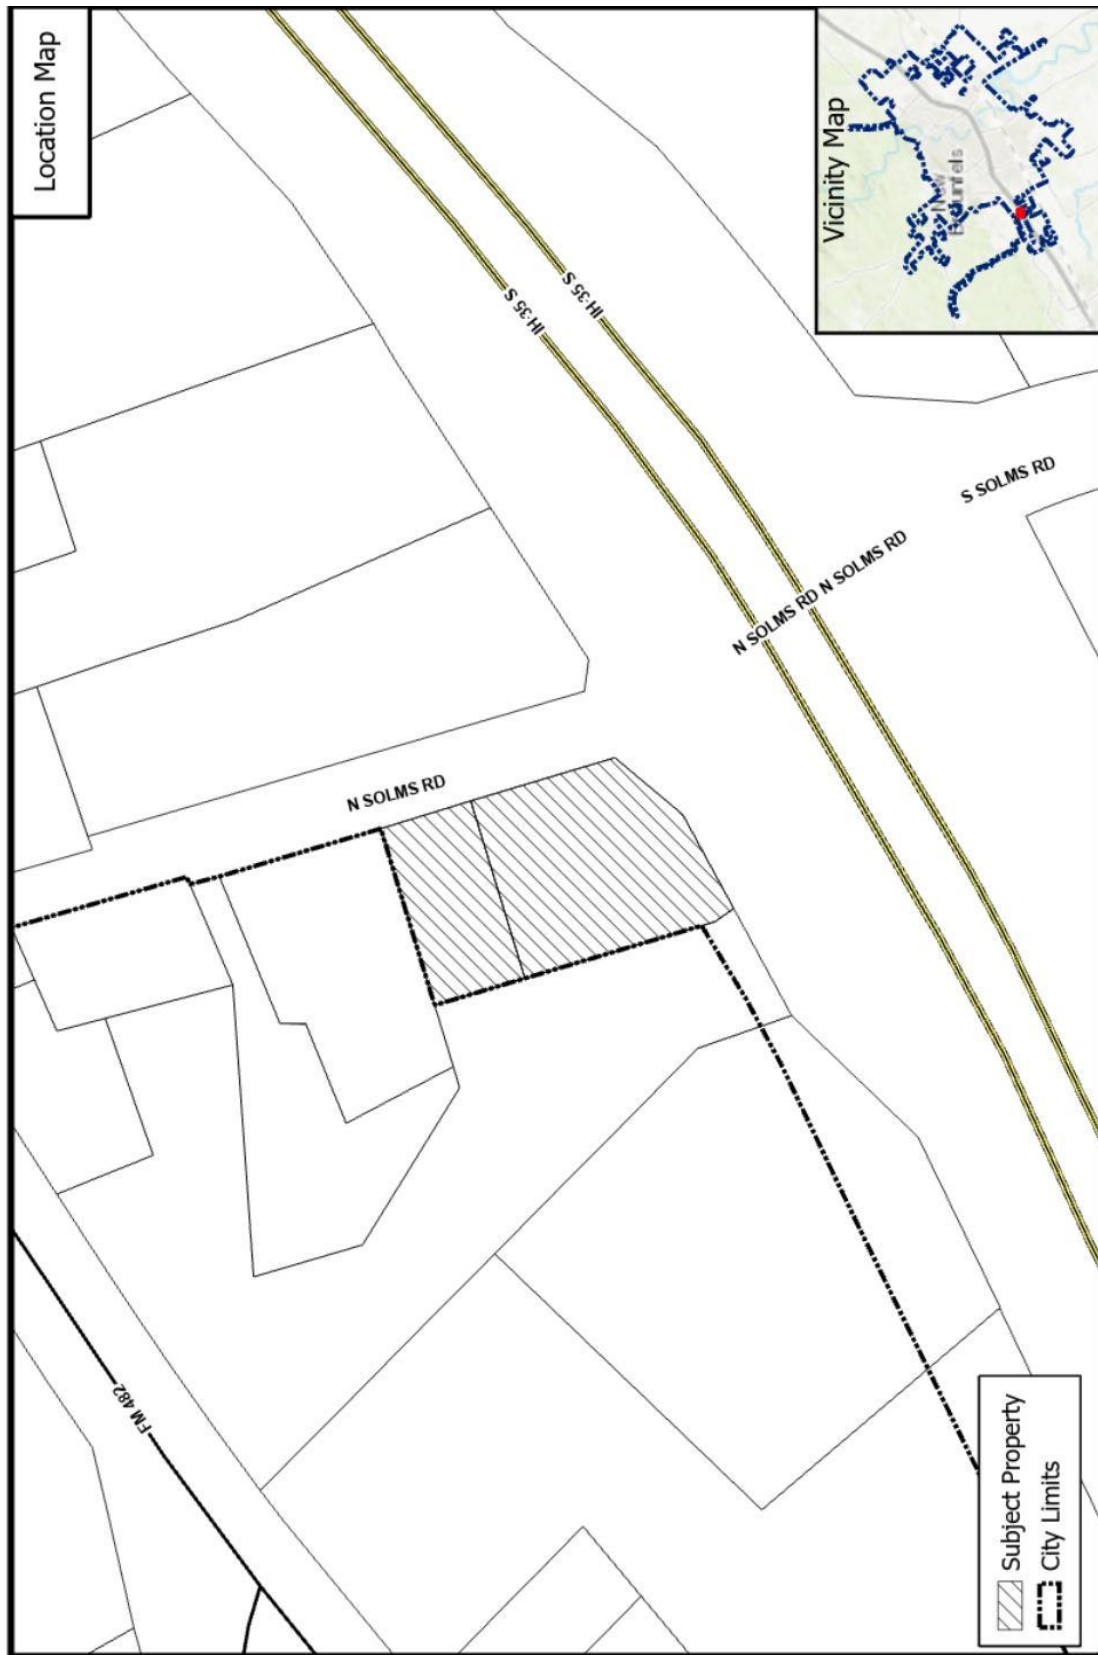 Location Map
Vicinity Map
New
Braunfels
IH 35 S
IH 35 S
N SOLMS RD
N SOLMS RD
N SOLMS RD
S SOLMS RD
FM 482
Subject Property
City Limits